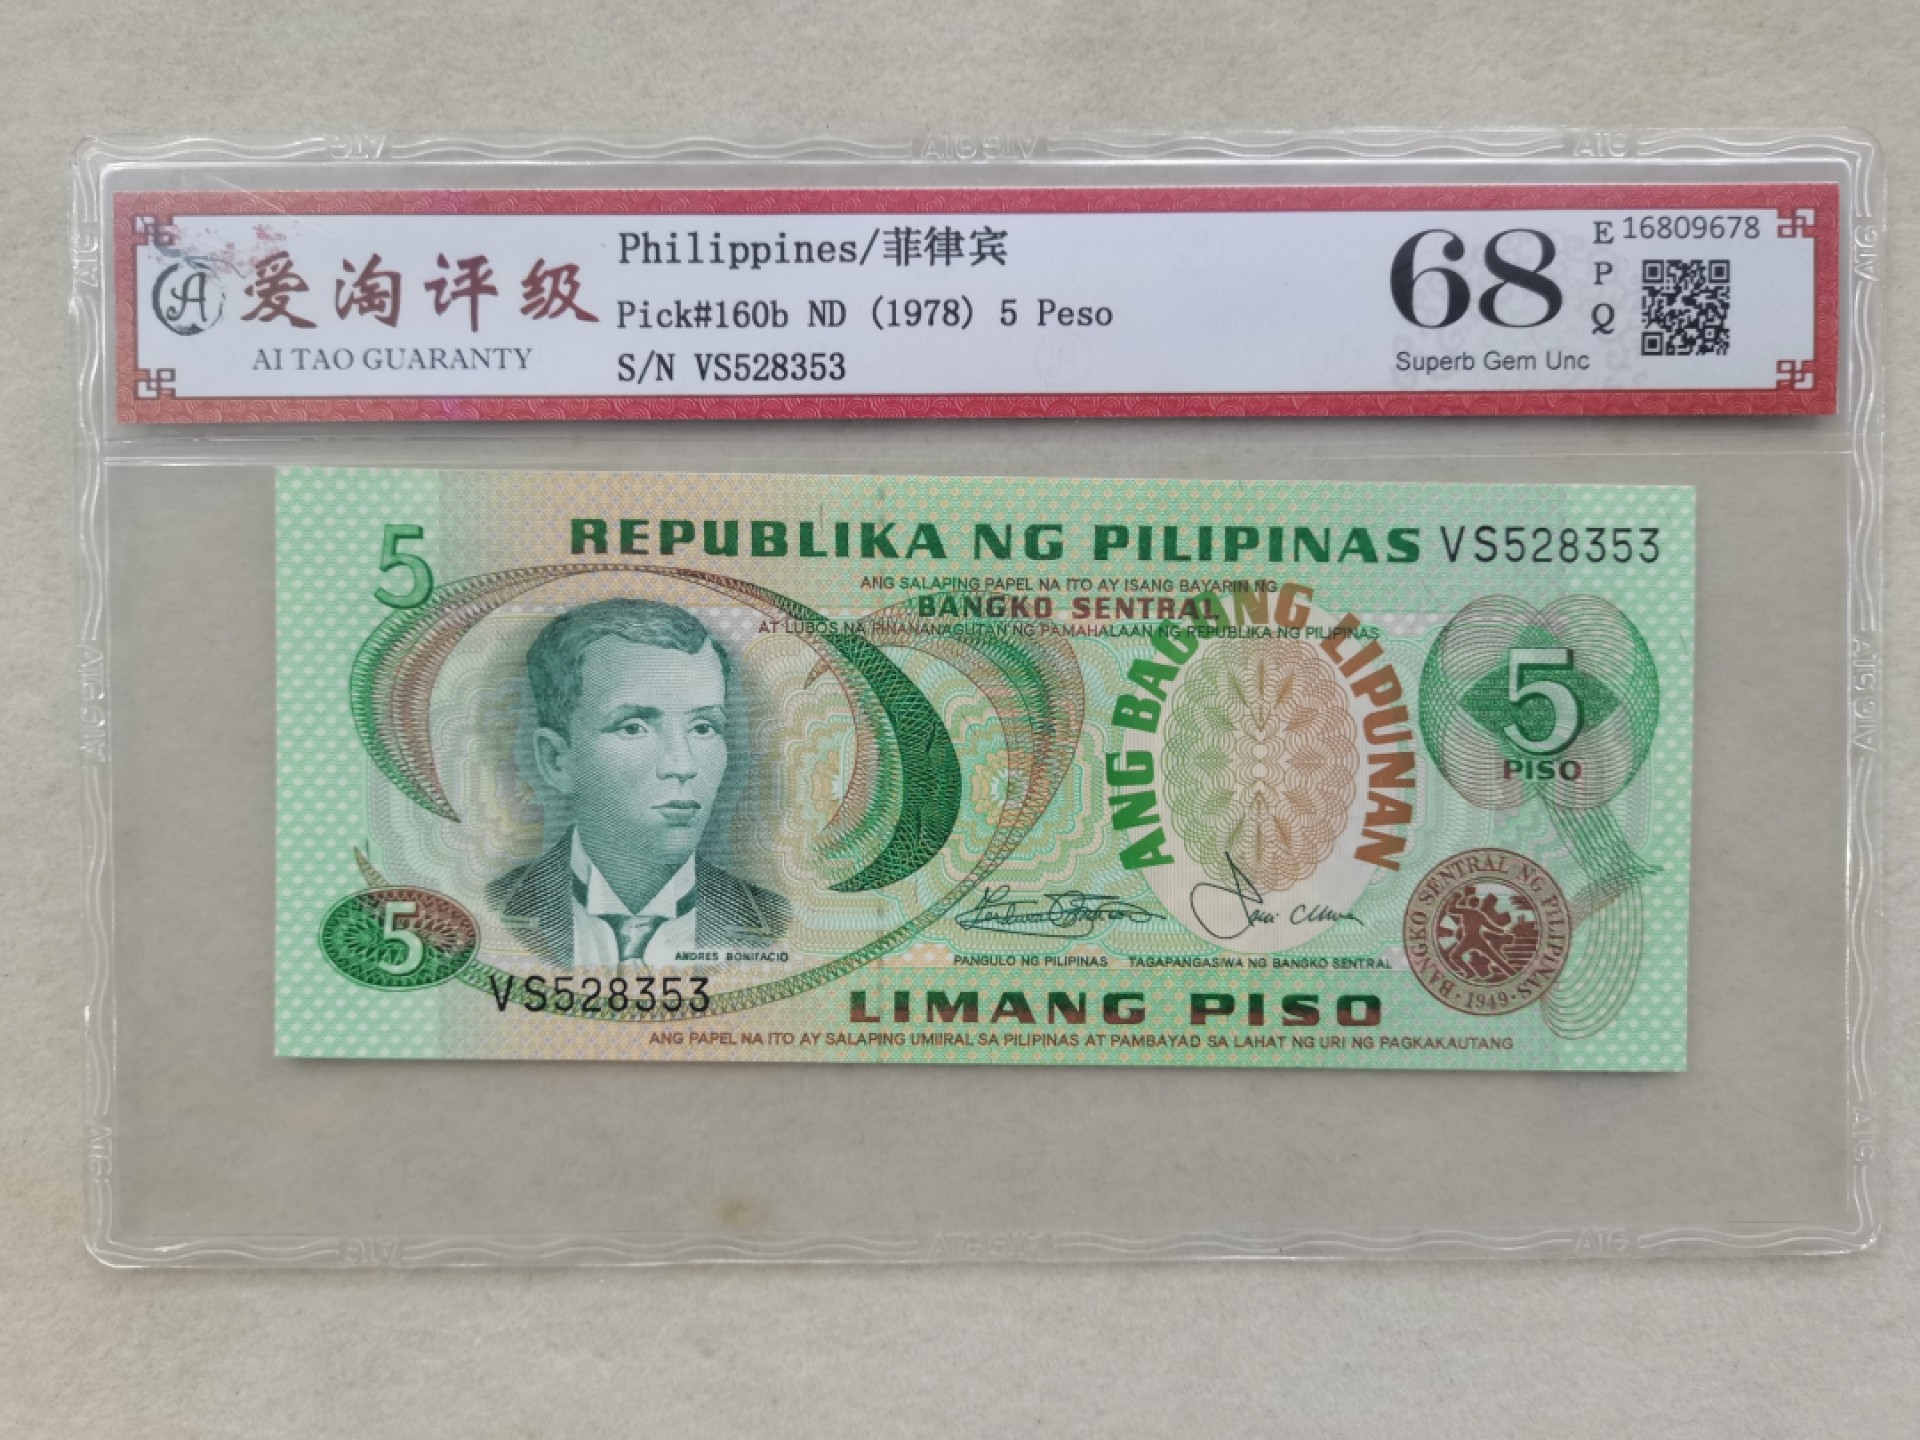 爱淘评级
AI TAO GUARANTY
Philippines/菲律宾
Pick#160b ND (1978) 5 Peso
S/N VS528353
68
EPQ
16809678
Superb Gem Unc
5
REPUBLIKA NG PILIPINAS
VS528353
ANG SALAPING PAPEL NA ITO AY ISANG BAYARIN NG
BANGKO SENTRAL
AT LUBOS NA PINANANAGUTAN NG PAMAHALAAN NG REPUBLIKA NG PILIPINAS
ANG BAGONG LIPUNAN
5
PISO
5
ANDRES BONIFACIO
VS528353
PANGULO NG PILIPINAS
TAGAPANGASIWA NG BANGKO SENTRAL
BANGKO SENTRAL NG PILIPINAS
1949
LIMANG PISO
ANG PAPEL NA ITO AY SALAPING UMIIRAL SA PILIPINAS AT PAMBAYAD SA LAHAT NG URI NG PAGKAKAUTANG